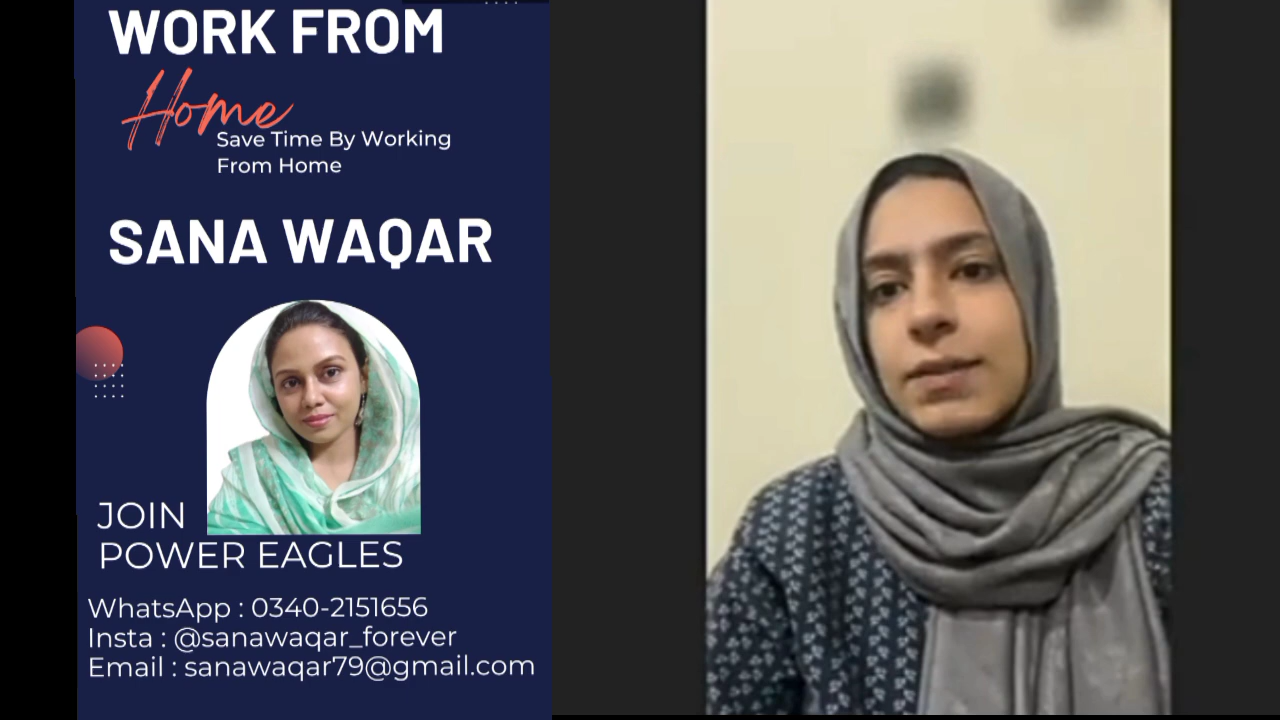 WORK FROM
Home
Save Time By Working
From Home
SANA WAQAR
JOIN
POWER EAGLES
WhatsApp : 0340-2151656
Insta : @sanawaqar_forever
Email : sanawaqar79@gmail.com